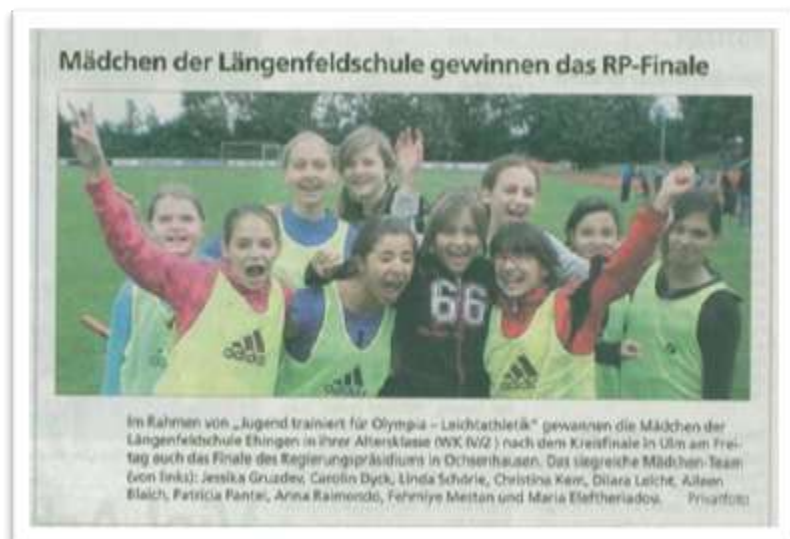 Mädchen der Längenfeldschule gewinnen das RP-Finale
66
adidas
adidas
Im Rahmen von „Jugend trainiert für Olympia – Leichtathletik“ gewannen die Mädchen der
Längenfeldschule Ehingen in ihrer Altersklasse (WK IV/2 ) nach dem Kreisfinale in Ulm am Frei-
tag auch das Finale des Regierungspräsidiums in Ochsenhausen. Das siegreiche Mädchen-Team
(von links): Jessika Gruzdev, Carolin Dyck, Linda Schörle, Christina Kem, Dilara Leicht, Aileen
Blaich, Patricia Pantei, Anna Raimondo, Fehmiye Mestan und Maria Eleftheriadou. Privatfoto